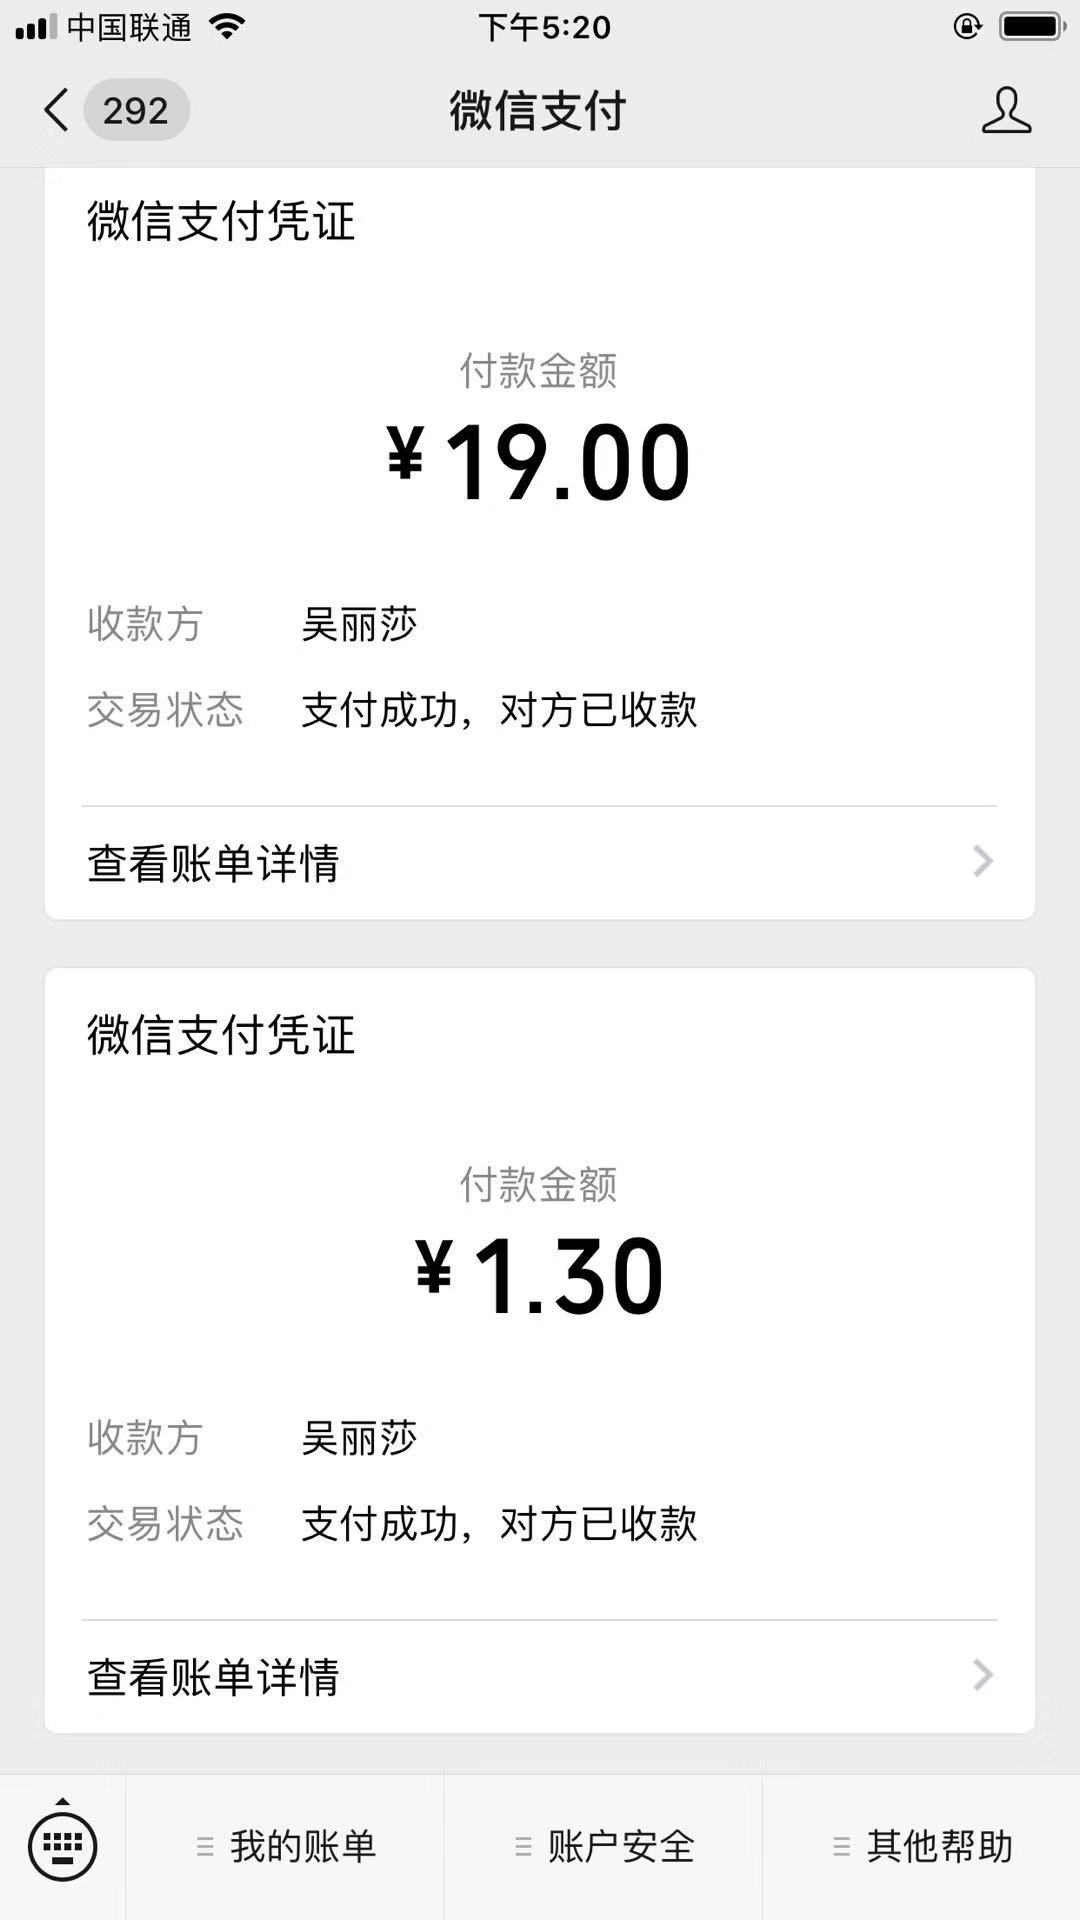 中国联通 下午5:20
292 微信支付
微信支付凭证
付款金额
¥19.00
收款方 吴丽莎
交易状态 支付成功，对方已收款
查看账单详情
微信支付凭证
付款金额
¥1.30
收款方 吴丽莎
交易状态 支付成功，对方已收款
查看账单详情
我的账单 账户安全 其他帮助